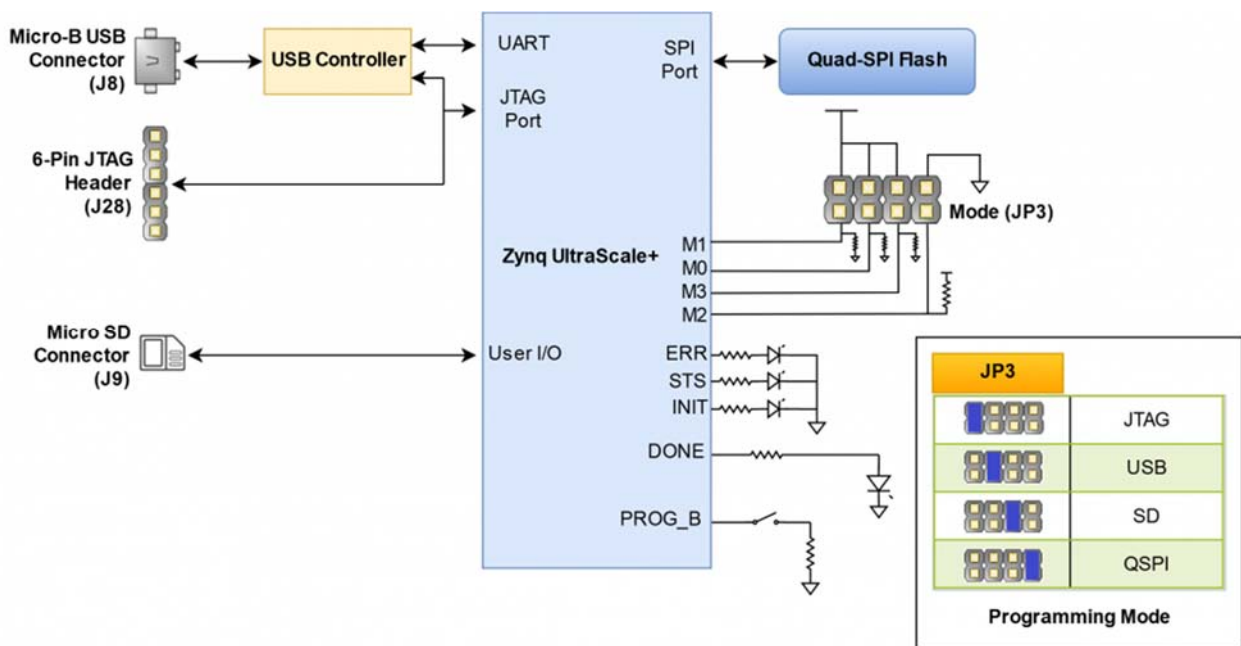 Micro-B USB
Connector
(J8)
USB Controller
UART
JTAG
Port
SPI
Port
Quad-SPI Flash
6-Pin JTAG
Header
(J28)
Mode (JP3)
Zynq UltraScale+
M1
M0
M3
M2
Micro SD
Connector
(J9)
User I/O
ERR
STS
INIT
DONE
PROG_B
JP3
JTAG
USB
SD
QSPI
Programming Mode